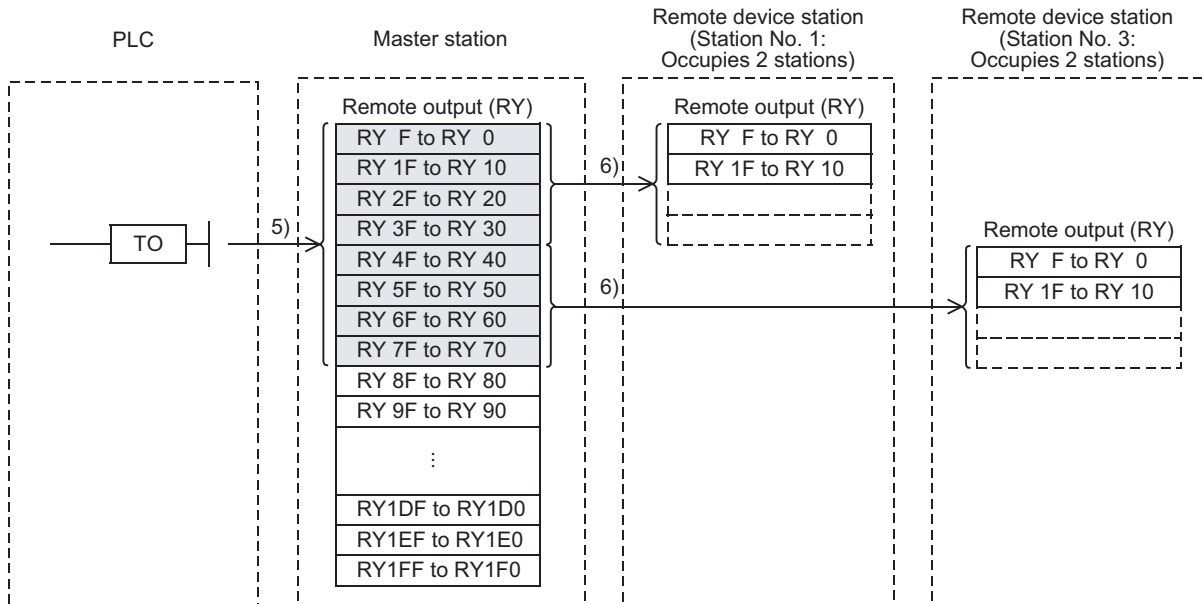 PLC
Master station
Remote device station
(Station No. 1:
Occupies 2 stations)
Remote device station
(Station No. 3:
Occupies 2 stations)
TO
5)
Remote output (RY)
RY F to RY 0
RY 1F to RY 10
RY 2F to RY 20
RY 3F to RY 30
RY 4F to RY 40
RY 5F to RY 50
RY 6F to RY 60
RY 7F to RY 70
RY 8F to RY 80
RY 9F to RY 90
⋮
RY1DF to RY1D0
RY1EF to RY1E0
RY1FF to RY1F0
6)
6)
Remote output (RY)
RY F to RY 0
RY 1F to RY 10
Remote output (RY)
RY F to RY 0
RY 1F to RY 10